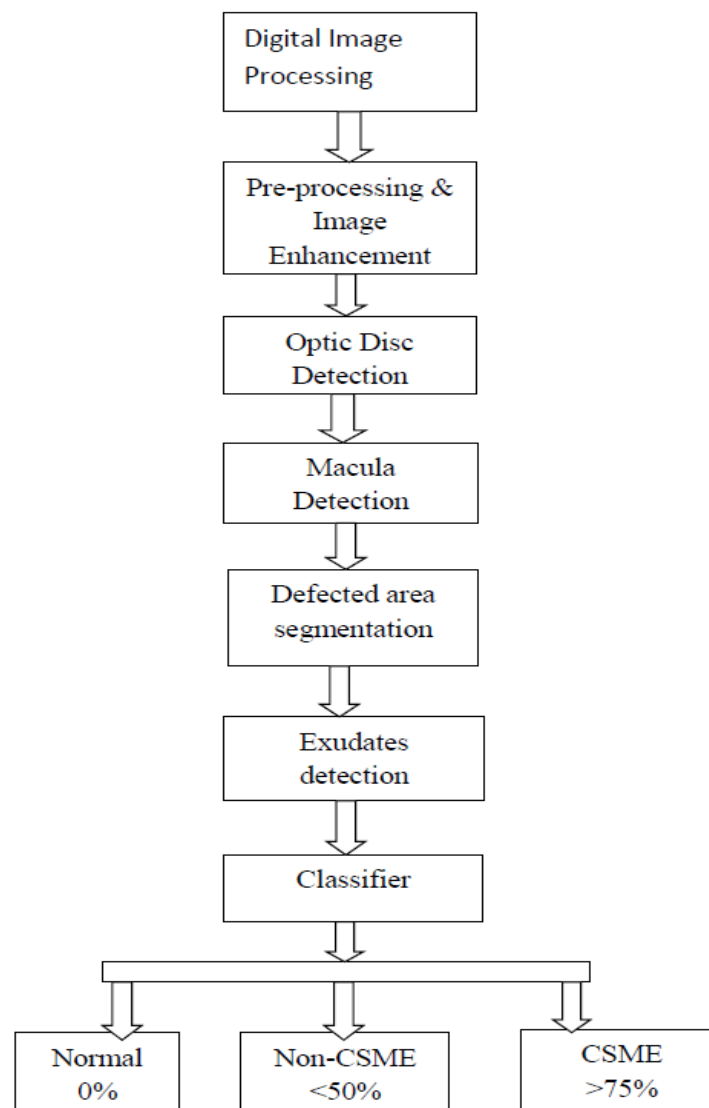 Digital Image
Processing
Pre-processing &
Image
Enhancement
Optic Disc
Detection
Macula
Detection
Defected area
segmentation
Exudates
detection
Classifier
Normal
0%
Non-CSME
<50%
CSME
>75%